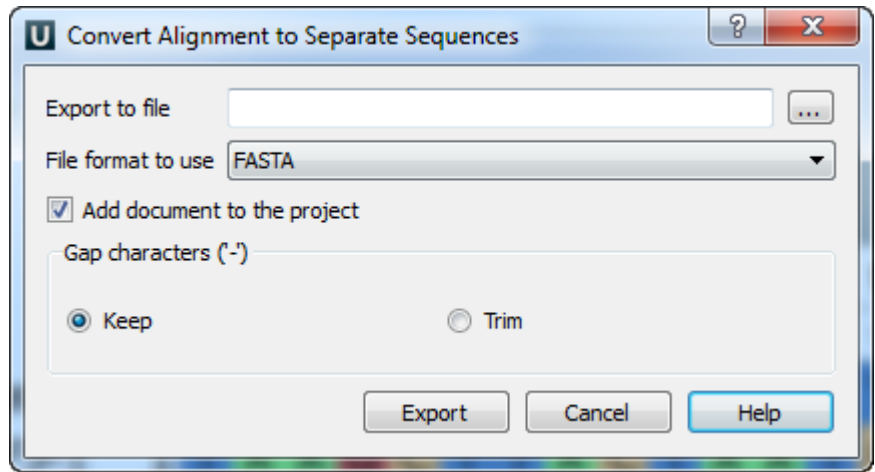 U Convert Alignment to Separate Sequences ?
Export to file ...
File format to use FASTA
Add document to the project
Gap characters ('-')
Keep Trim
Export Cancel Help